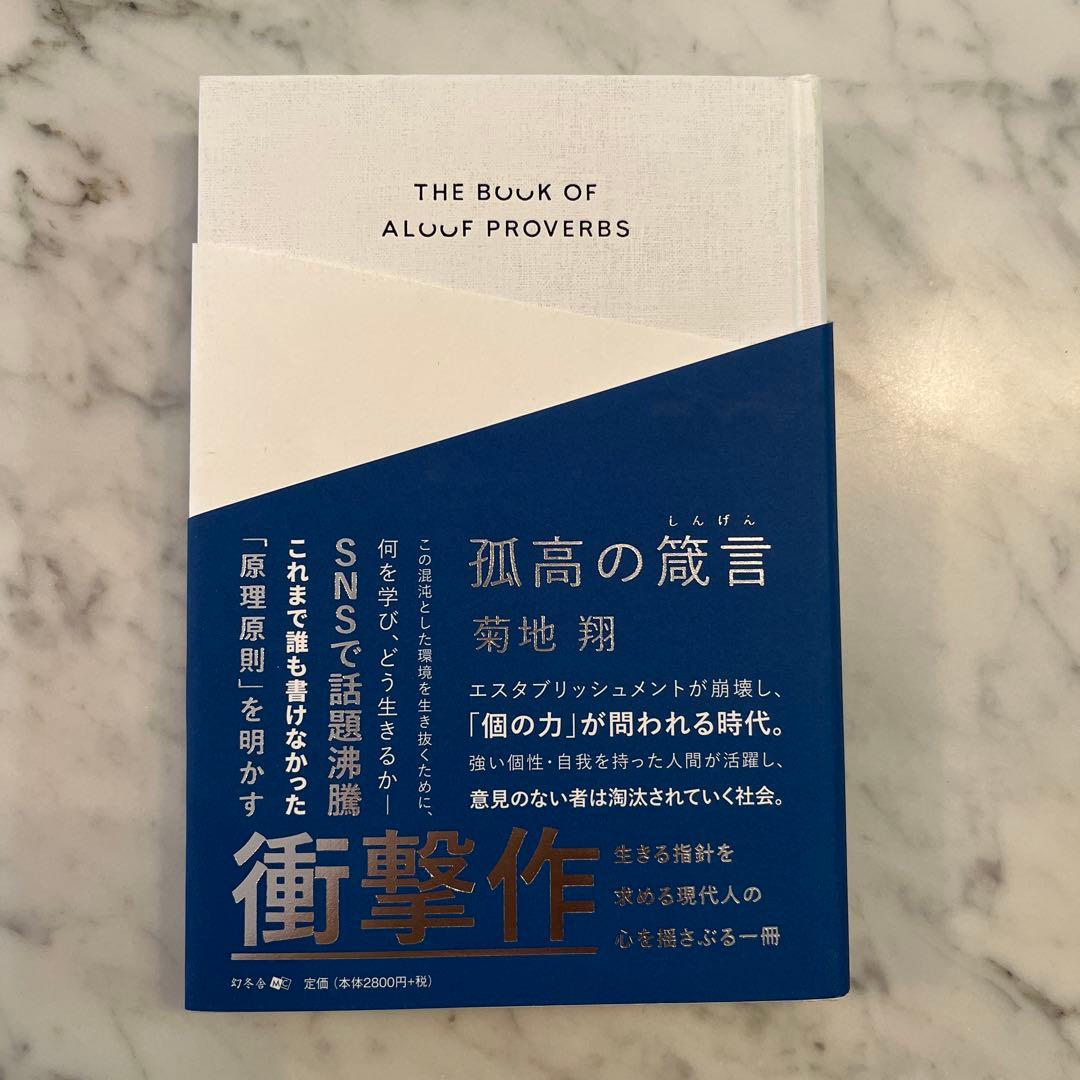 THE BOOK OF
ALOOF PROVERBS
しんげん
孤高の箴言
菊地 翔
エスタブリッシュメントが崩壊し、
「個の力」が問われる時代。
強い個性・自我を持った人間が活躍し、
意見のない者は淘汰されていく社会。
この混沌とした環境を生き抜くために、
何を学び、どう生きるか―
SNSで話題沸騰
これまで誰も書けなかった
「原理原則」を明かす
衝撃作
生きる指針を
求める現代人の
心を揺さぶる一冊
幻冬舎 MC 定価（本体2800円+税）